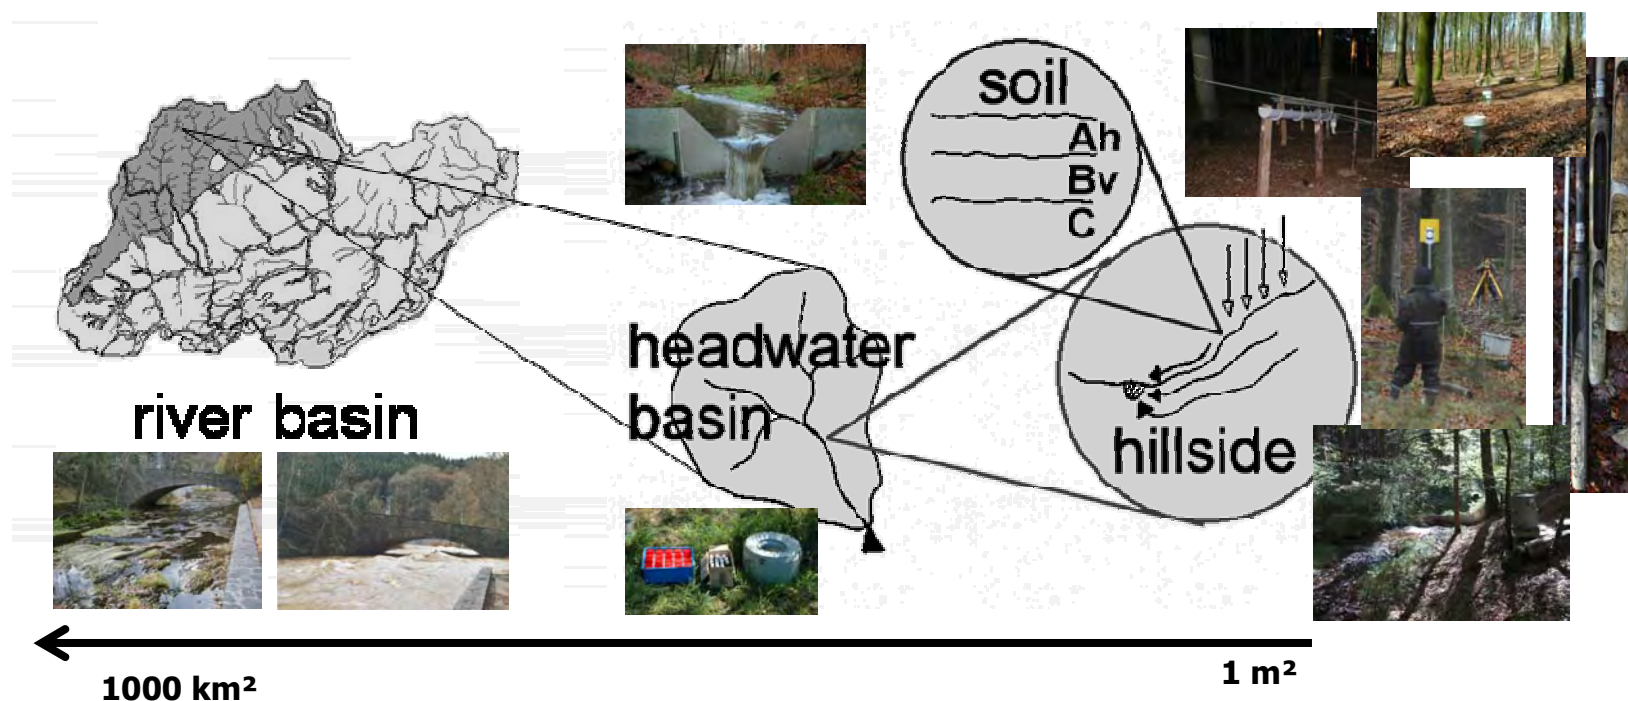 soil
Ah
Bv
C
headwater
basin
river basin
hillside
1000 km²
1 m²